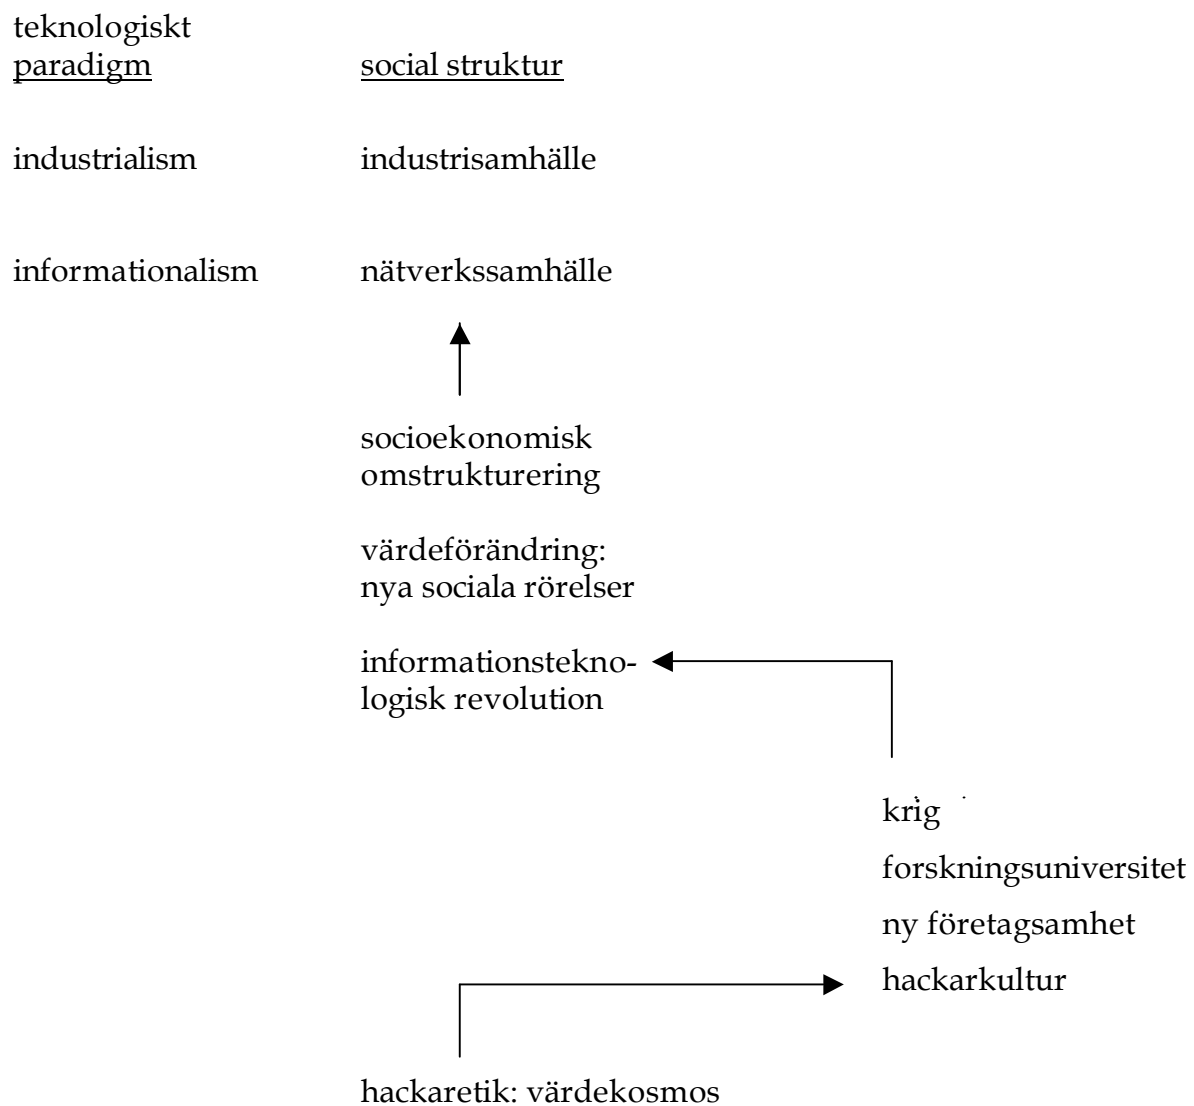 teknologiskt
paradigm social struktur
industrialism industrisamhälle
informationalism nätverkssamhälle
socioekonomisk
omstrukturering
värdeförändring:
nya sociala rörelser
informationstekno-
logisk revolution
krig
forskningsuniversitet
ny företagsamhet
hackarkultur
hackaretik: värdekosmos